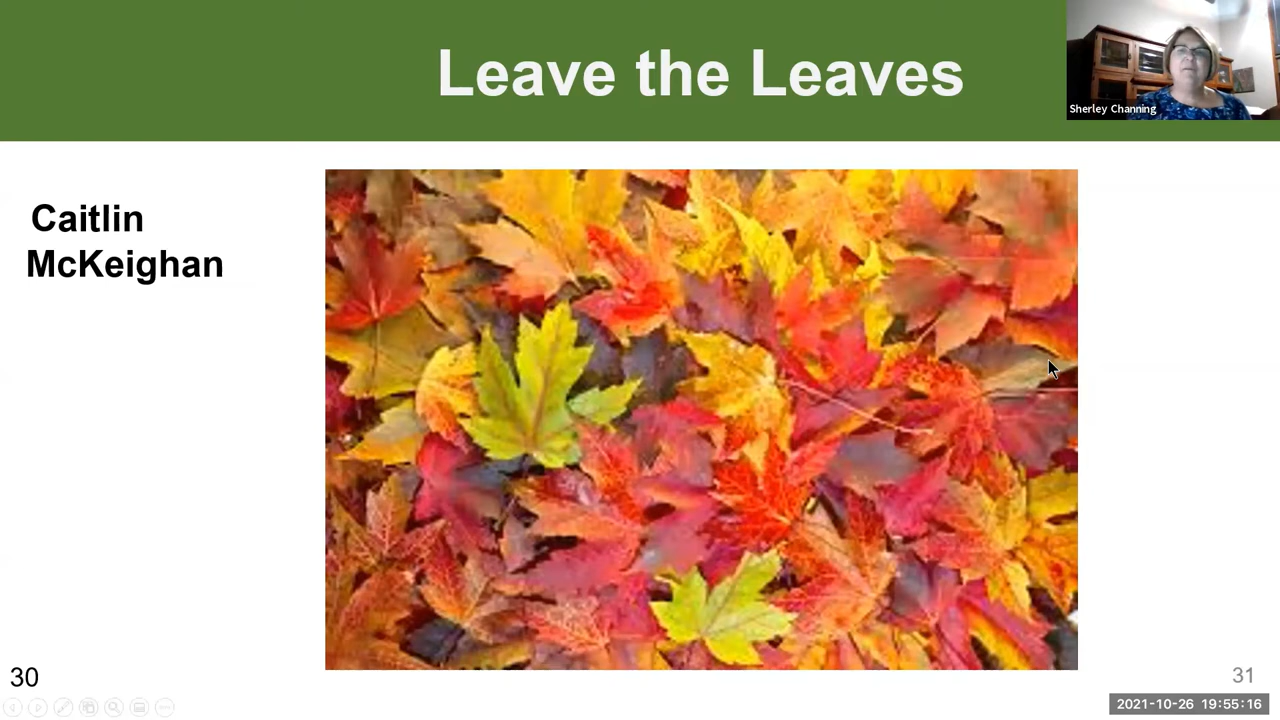 Leave the Leaves
Sherley Channing
Caitlin
McKeighan
30
31
2021-10-26 19:55:16